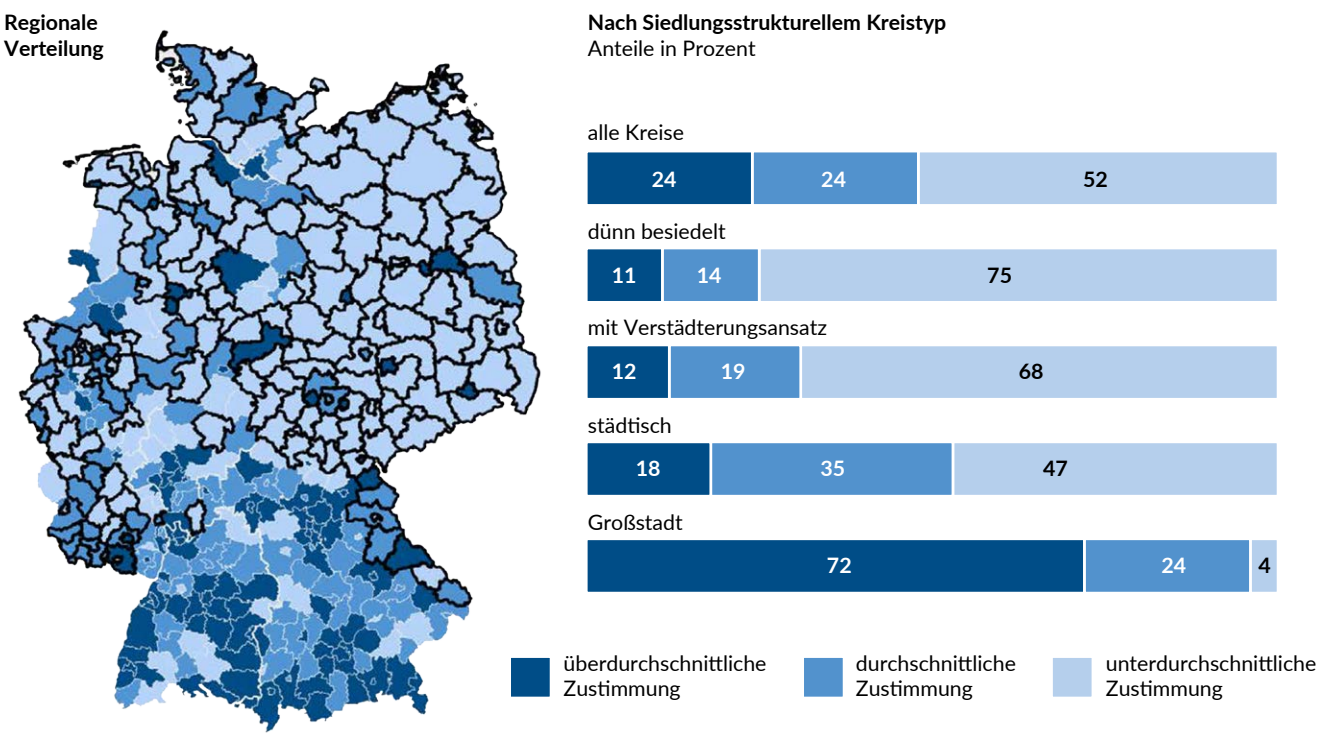 Regionale
Verteilung
Nach Siedlungsstrukturellem Kreistyp
Anteile in Prozent
alle Kreise
24 24 52
dünn besiedelt
11 14 75
mit Verstädterungsansatz
12 19 68
städtisch
18 35 47
Großstadt
72 24 4
überdurchschnittliche
Zustimmung
durchschnittliche
Zustimmung
unterdurchschnittliche
Zustimmung